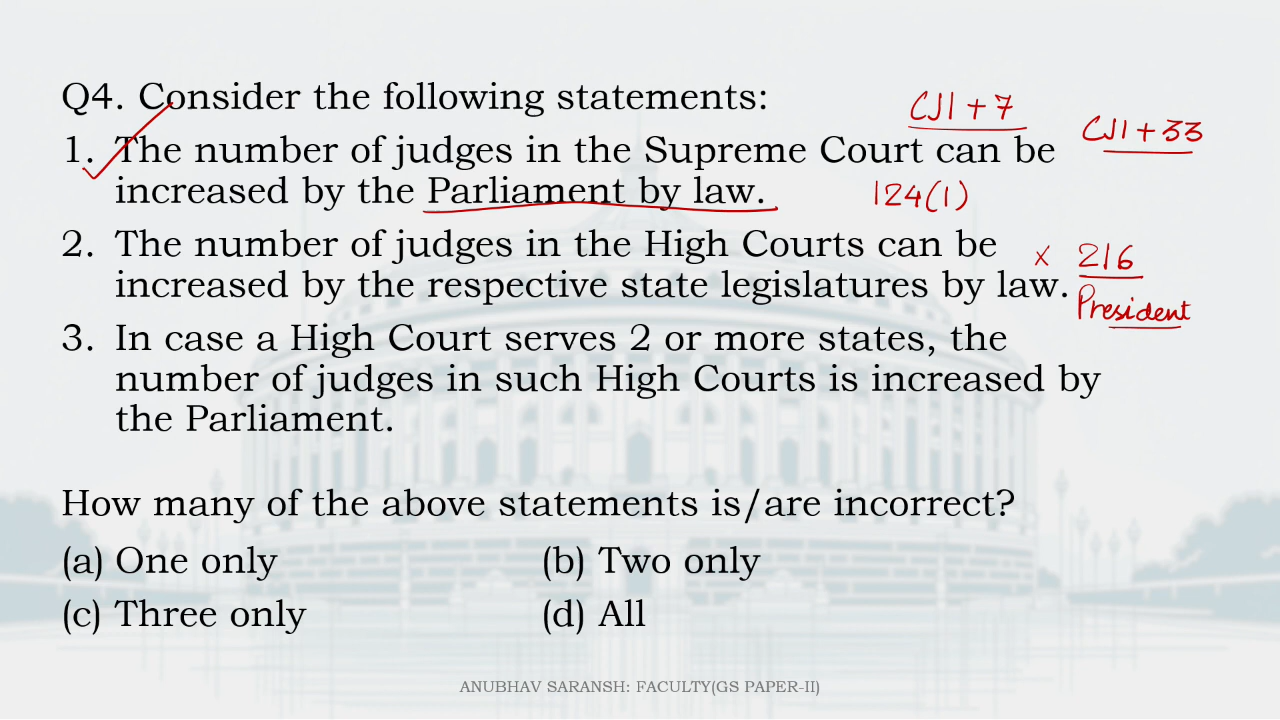 Q4. Consider the following statements:
CJI + 7
CJI + 33
1. The number of judges in the Supreme Court can be
increased by the Parliament by law.
124(1)
2. The number of judges in the High Courts can be
increased by the respective state legislatures by law.
x 216
President
3. In case a High Court serves 2 or more states, the
number of judges in such High Courts is increased by
the Parliament.
How many of the above statements is/are incorrect?
(a) One only (b) Two only
(c) Three only (d) All
ANUBHAV SARANSH: FACULTY(GS PAPER-II)